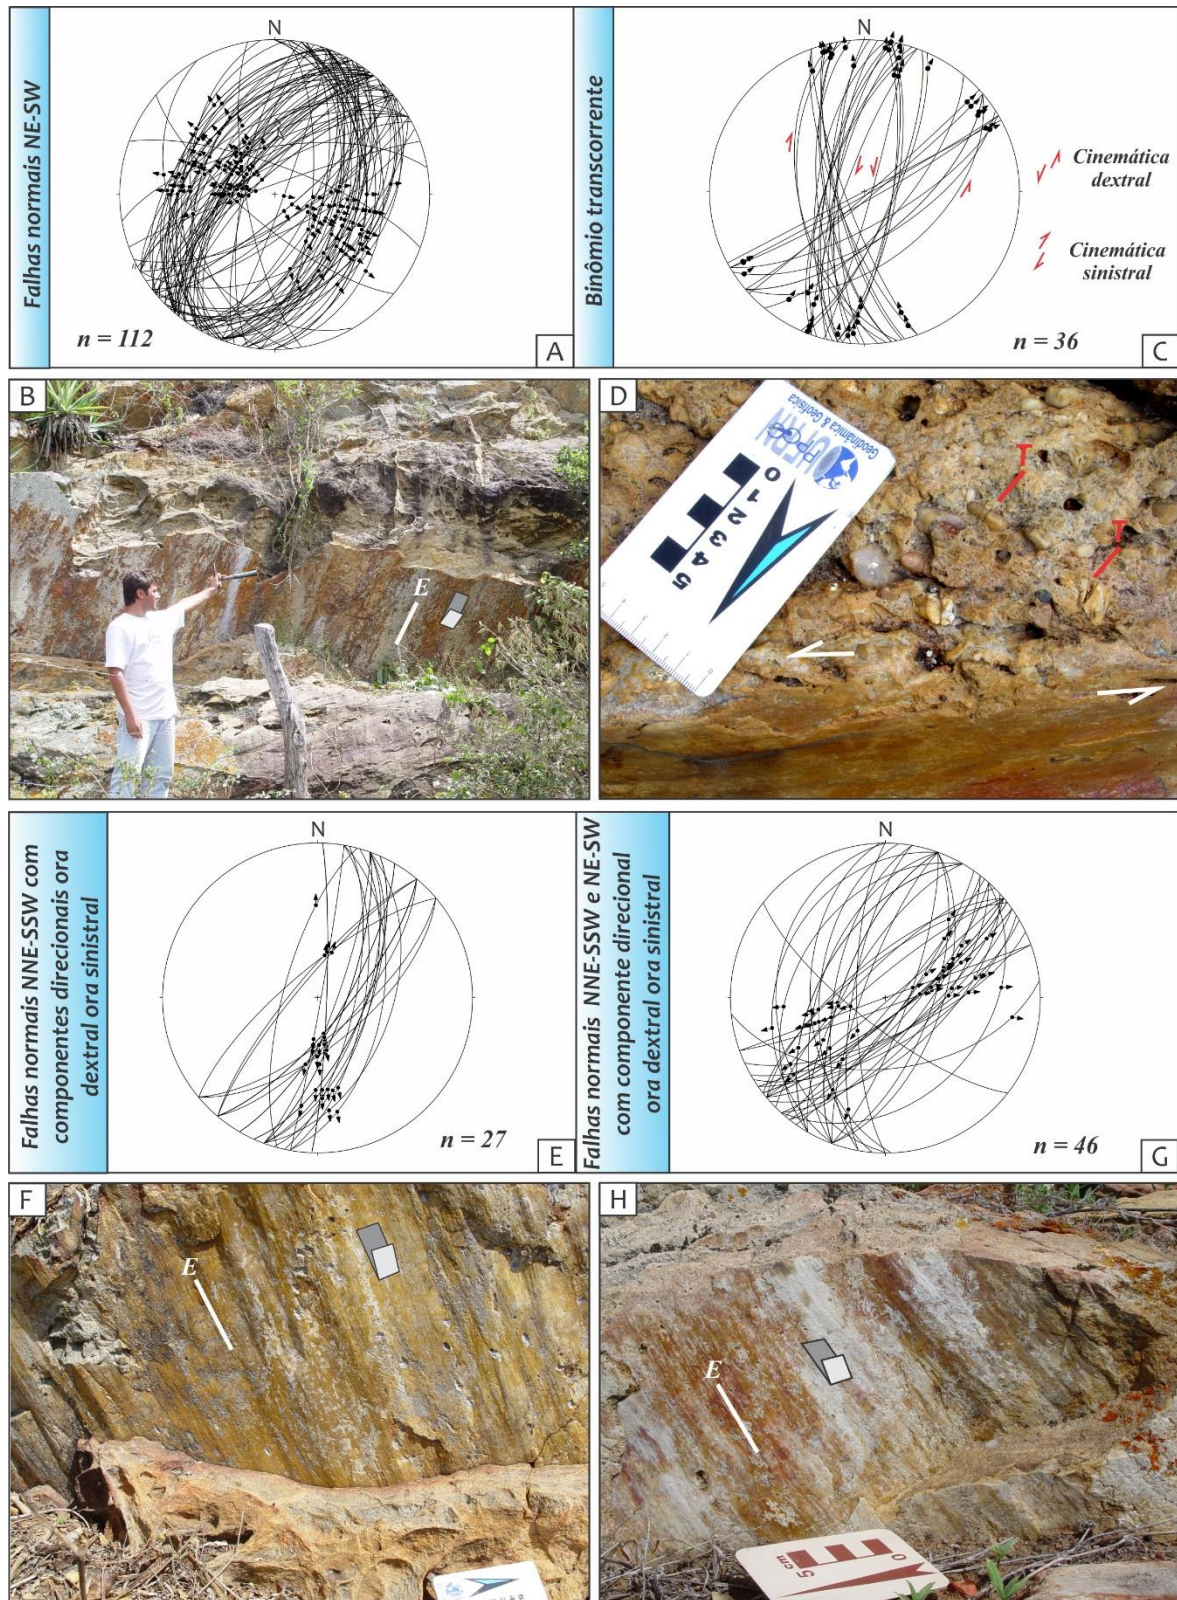 Falhas normais NE-SW
N
n = 112
A
Binômio transcorrente
N
Cinemática
dextral
Cinemática
sinistral
n = 36
C
B
E
D
T
T
Geodinâmica & Geofísica
PPGG
UFRN
0
1
2
3
4
5
Falhas normais NNE-SSW com
componentes direcionais ora
dextral ora sinistral
N
n = 27
E
Falhas normais NNE-SSW e NE-SW
com componente direcional
ora dextral ora sinistral
N
n = 46
G
F
E
H
E
5 cm
0